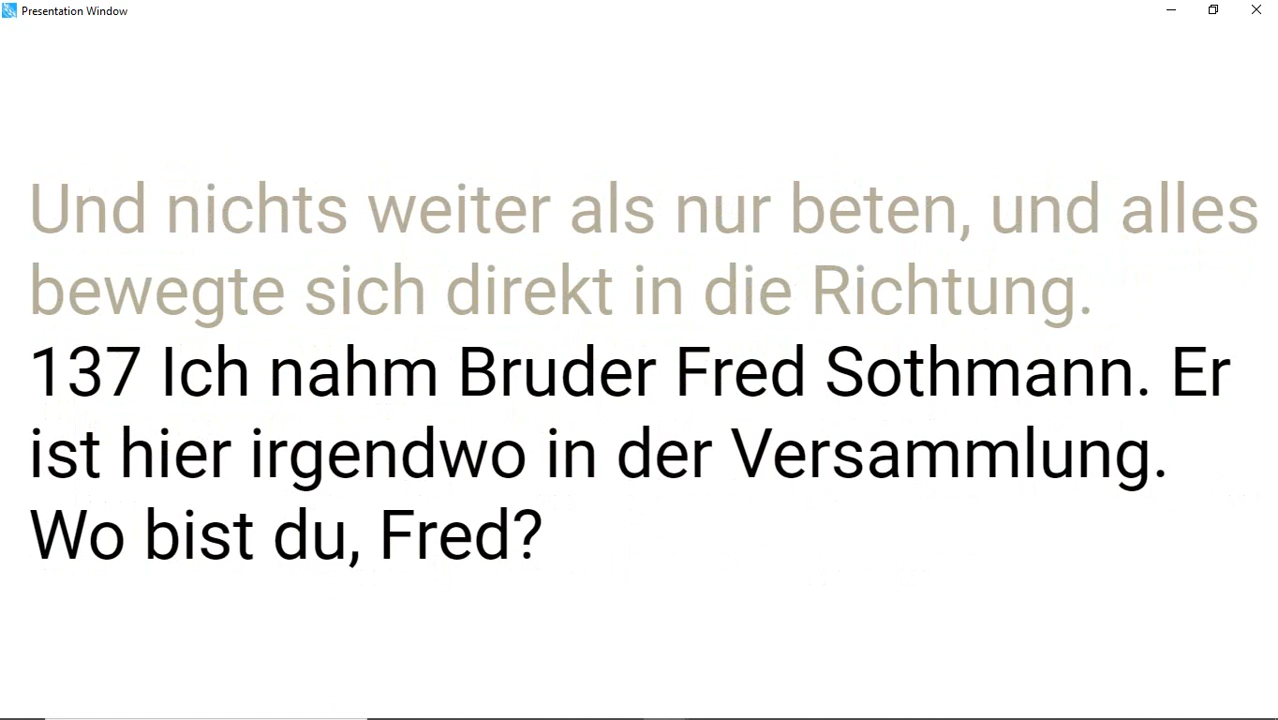 Presentation Window
Und nichts weiter als nur beten, und alles
bewegte sich direkt in die Richtung.
137 Ich nahm Bruder Fred Sothmann. Er
ist hier irgendwo in der Versammlung.
Wo bist du, Fred?